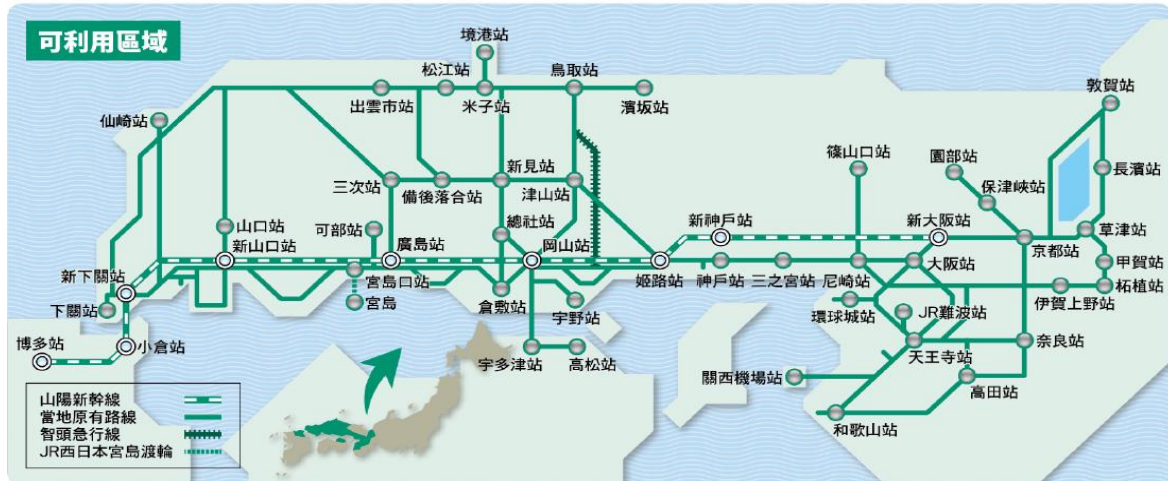 可利用區域
境港站
松江站
鳥取站
出雲市站
米子站
濱坂站
敦賀站
仙崎站
篠山口站
園部站
長濱站
三次站
備後落合站
新見站
津山站
保津峽站
山口站
可部站
總社站
新神戶站
新大阪站
草津站
新山口站
廣島站
岡山站
京都站
甲賀站
新下關站
宮島口站
姬路站
神戶站
三之宮站
尼崎站
大阪站
柘植站
下關站
宮島
倉敷站
宇野站
環球城站
JR難波站
伊賀上野站
博多站
小倉站
宇多津站
高松站
天王寺站
奈良站
關西機場站
高田站
和歌山站
山陽新幹線
當地原有路線
智頭急行線
JR西日本宮島渡輪